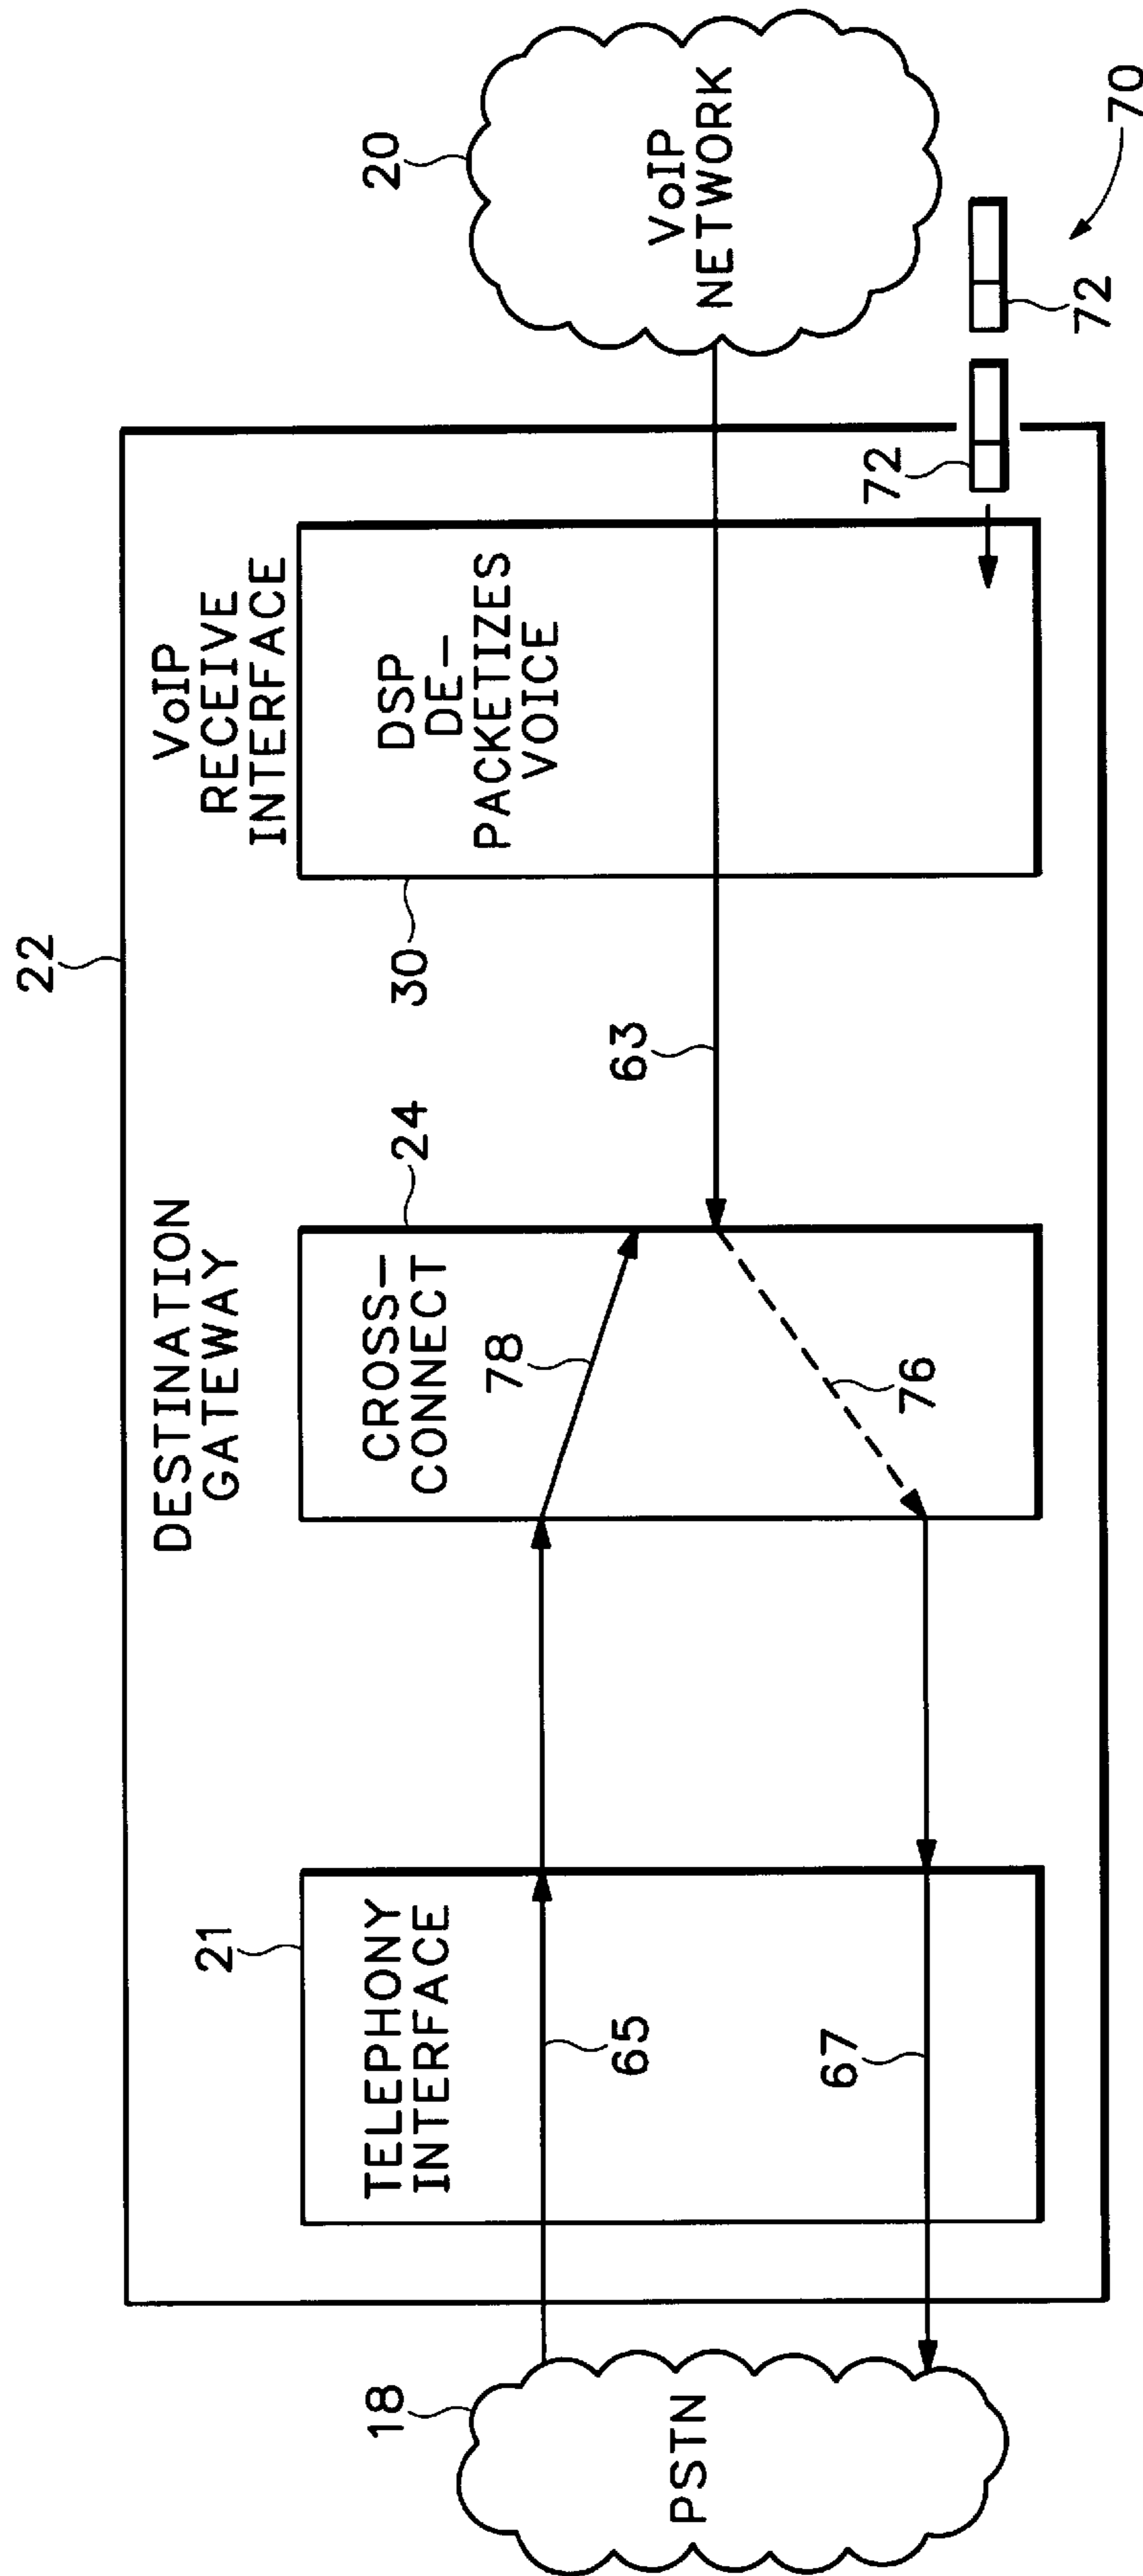 22
DESTINATION
GATEWAY
VoIP
RECEIVE
INTERFACE
18
PSTN
21
TELEPHONY
INTERFACE
65
67
24
CROSS-
CONNECT
78
76
63
30
DSP
DE-
PACKETIZES
VOICE
20
VoIP
NETWORK
72
72
70